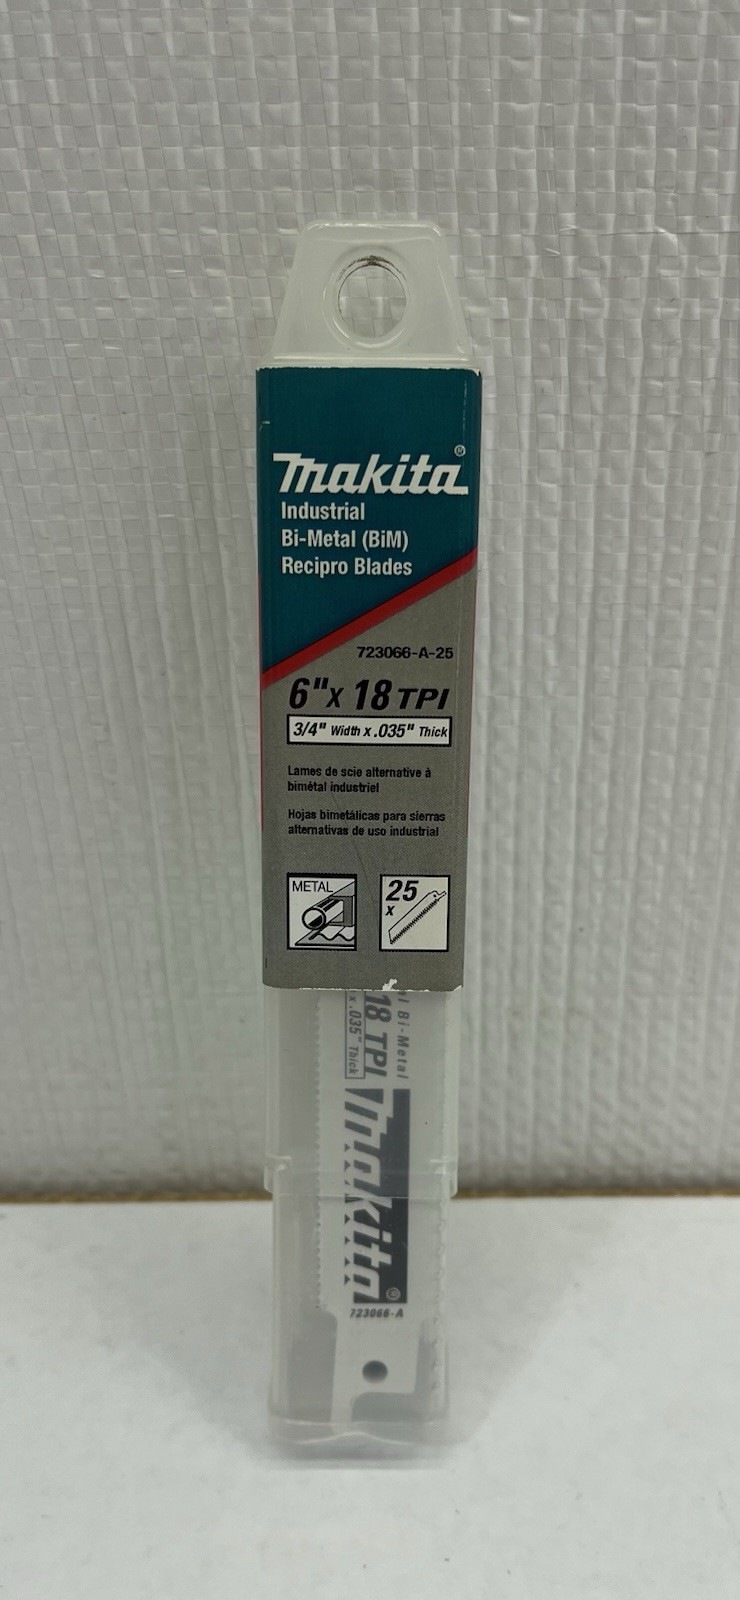 Makita®
Industrial
Bi-Metal (BiM)
Recipro Blades
723066-A-25
6" x 18 TPI
3/4" Width x .035" Thick
Lames de scie alternative à
bimétal industriel
Hojas bimetálicas para sierras
alternativas de uso industrial
METAL
25
x
l Bi-Metal
18 TPI
x .035" Thick
Makita®
723066-A